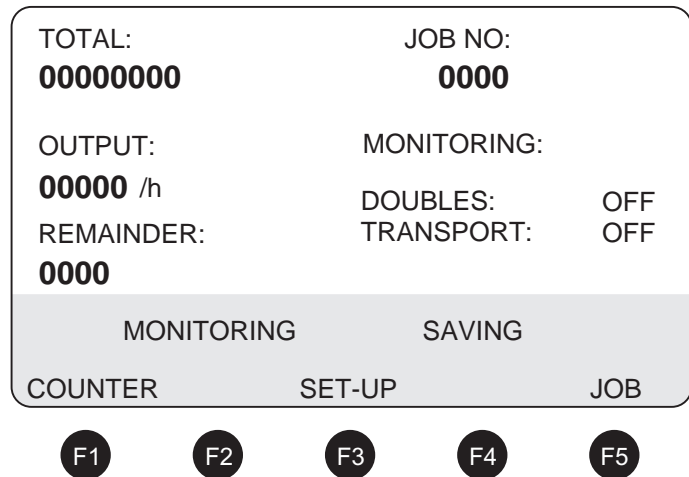 TOTAL: JOB NO:
00000000 0000
OUTPUT: MONITORING:
00000 /h
DOUBLES: OFF
REMAINDER: TRANSPORT: OFF
0000
MONITORING SAVING
COUNTER SET-UP JOB
F1 F2 F3 F4 F5